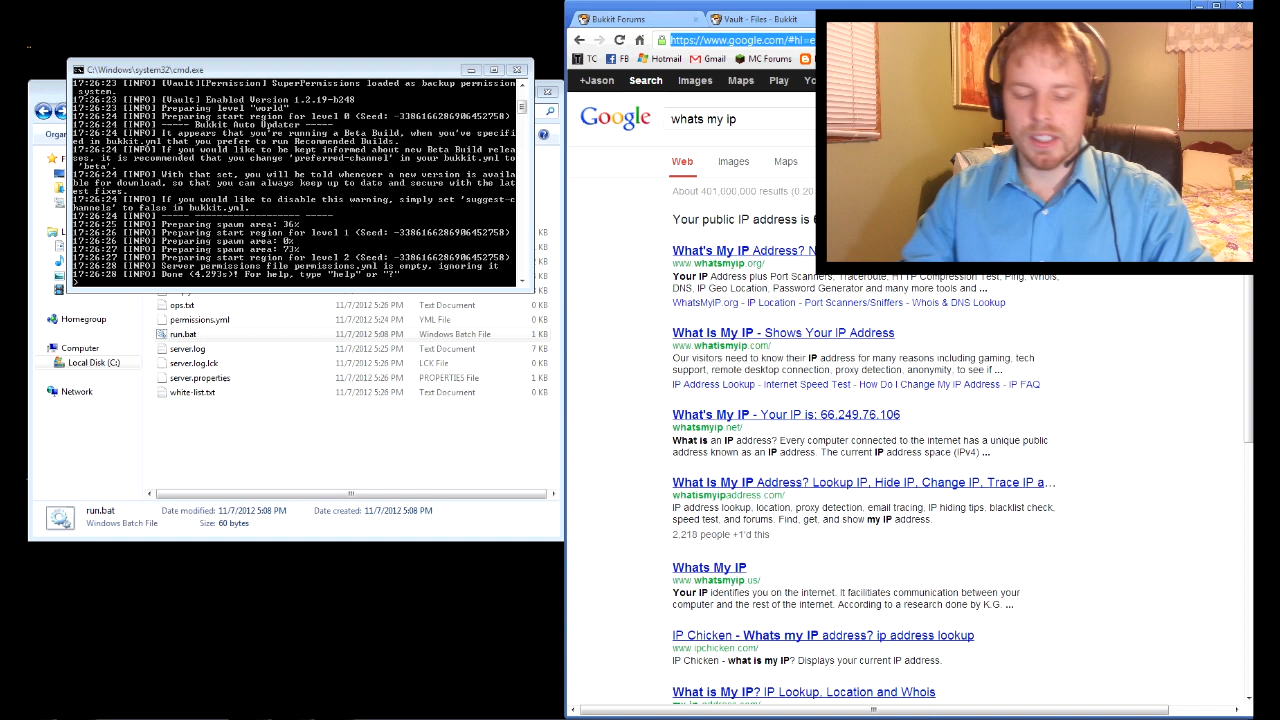 C:\Windows\system32\cmd.exe
17:26:23 [INFO] [Vault][Permission] SuperPermissions loaded as backup permission
system.
17:26:23 [INFO] [Vault] Enabled Version 1.2.19-b248
17:26:23 [INFO] Preparing level "world"
17:26:24 [INFO] Preparing start region for level 0 (Seed: -3386163286906452758)
17:26:24 [INFO] ----- Bukkit Auto Updater -----
17:26:24 [INFO] It appears that you're running a Beta Build, when you've specifi
ed in bukkit.yml that you prefer to run Recommended Builds.
17:26:24 [INFO] If you would like to be kept informed about new Beta Build relea
ses, it is recommended that you change 'preferred-channel' in your bukkit.yml to
'beta'
17:26:24 [INFO] With that set, you will be told whenever a new version is availa
ble for download, so that you can always keep up to date and secure with the lat
est fixes.
17:26:24 [INFO] If you would like to disable this warning, simply set 'suggest-c
hannels' to false in bukkit.yml.
17:26:24 [INFO] ----- ------------------- -----
17:26:25 [INFO] Preparing spawn area: 36%
17:26:26 [INFO] Preparing start region for level 1 (Seed: -3386163286906452758)
17:26:26 [INFO] Preparing spawn area: 0%
17:26:27 [INFO] Preparing spawn area: 73%
17:26:27 [INFO] Preparing start region for level 2 (Seed: -3386163286906452758)
17:26:28 [INFO] Server permissions file permissions.yml is empty, ignoring it
17:26:28 [INFO] Done (4.293s)! For help, type "help" or "?"
>
Organ
ops.txt 11/7/2012 5:26 PM Text Document 0 KB
permissions.yml 11/7/2012 5:24 PM YML File 0 KB
run.bat 11/7/2012 5:08 PM Windows Batch File 1 KB
server.log 11/7/2012 5:25 PM Text Document 7 KB
server.log.lck 11/7/2012 5:26 PM LCK File 0 KB
server.properties 11/7/2012 5:26 PM PROPERTIES File 1 KB
white-list.txt 11/7/2012 5:26 PM Text Document 0 KB
Homegroup
Computer
Local Disk (C:)
Network
run.bat Date modified: 11/7/2012 5:08 PM Date created: 11/7/2012 5:08 PM
Windows Batch File Size: 60 bytes
Bukkit Forums
Vault - Files - Bukkit
https://www.google.com/#hl=e
TC FB Hotmail Gmail MC Forums
+Jason Search Images Maps Play
Google whats my ip
Web Images Maps
About 401,000,000 results (0.20
Your public IP address is 6
What's My IP Address? N
www.whatsmyip.org/
Your IP Address plus Port Scanners, Traceroute, HTTP Compression Test, Ping, Whois,
DNS, IP Geo Location, Password Generator and many more tools and ...
WhatsMyIP.org - IP Location - Port Scanners/Sniffers - Whois & DNS Lookup
What Is My IP - Shows Your IP Address
www.whatismyip.com/
Our visitors need to know their IP address for many reasons including gaming, tech
support, remote desktop connection, proxy detection, anonymity, to see if ...
IP Address Lookup - Internet Speed Test - How Do I Change My IP Address - IP FAQ
What's My IP - Your IP is: 66.249.76.106
whatsmyip.net/
What is an IP address? Every computer connected to the internet has a unique public
address known as an IP address. The current IP address space (IPv4) ...
What Is My IP Address? Lookup IP, Hide IP, Change IP, Trace IP a...
whatismyipaddress.com/
IP address lookup, location, proxy detection, email tracing, IP hiding tips, blacklist check,
speed test, and forums. Find, get, and show my IP address.
2,218 people +1'd this
Whats My IP
www.whatsmyip.us/
Your IP identifies you on the internet. It facilitiates communication between your
computer and the rest of the internet. According to a research done by K.G. ...
IP Chicken - Whats my IP address? ip address lookup
www.ipchicken.com/
IP Chicken - what is my IP? Displays your current IP address.
What is My IP? IP Lookup, Location and Whois